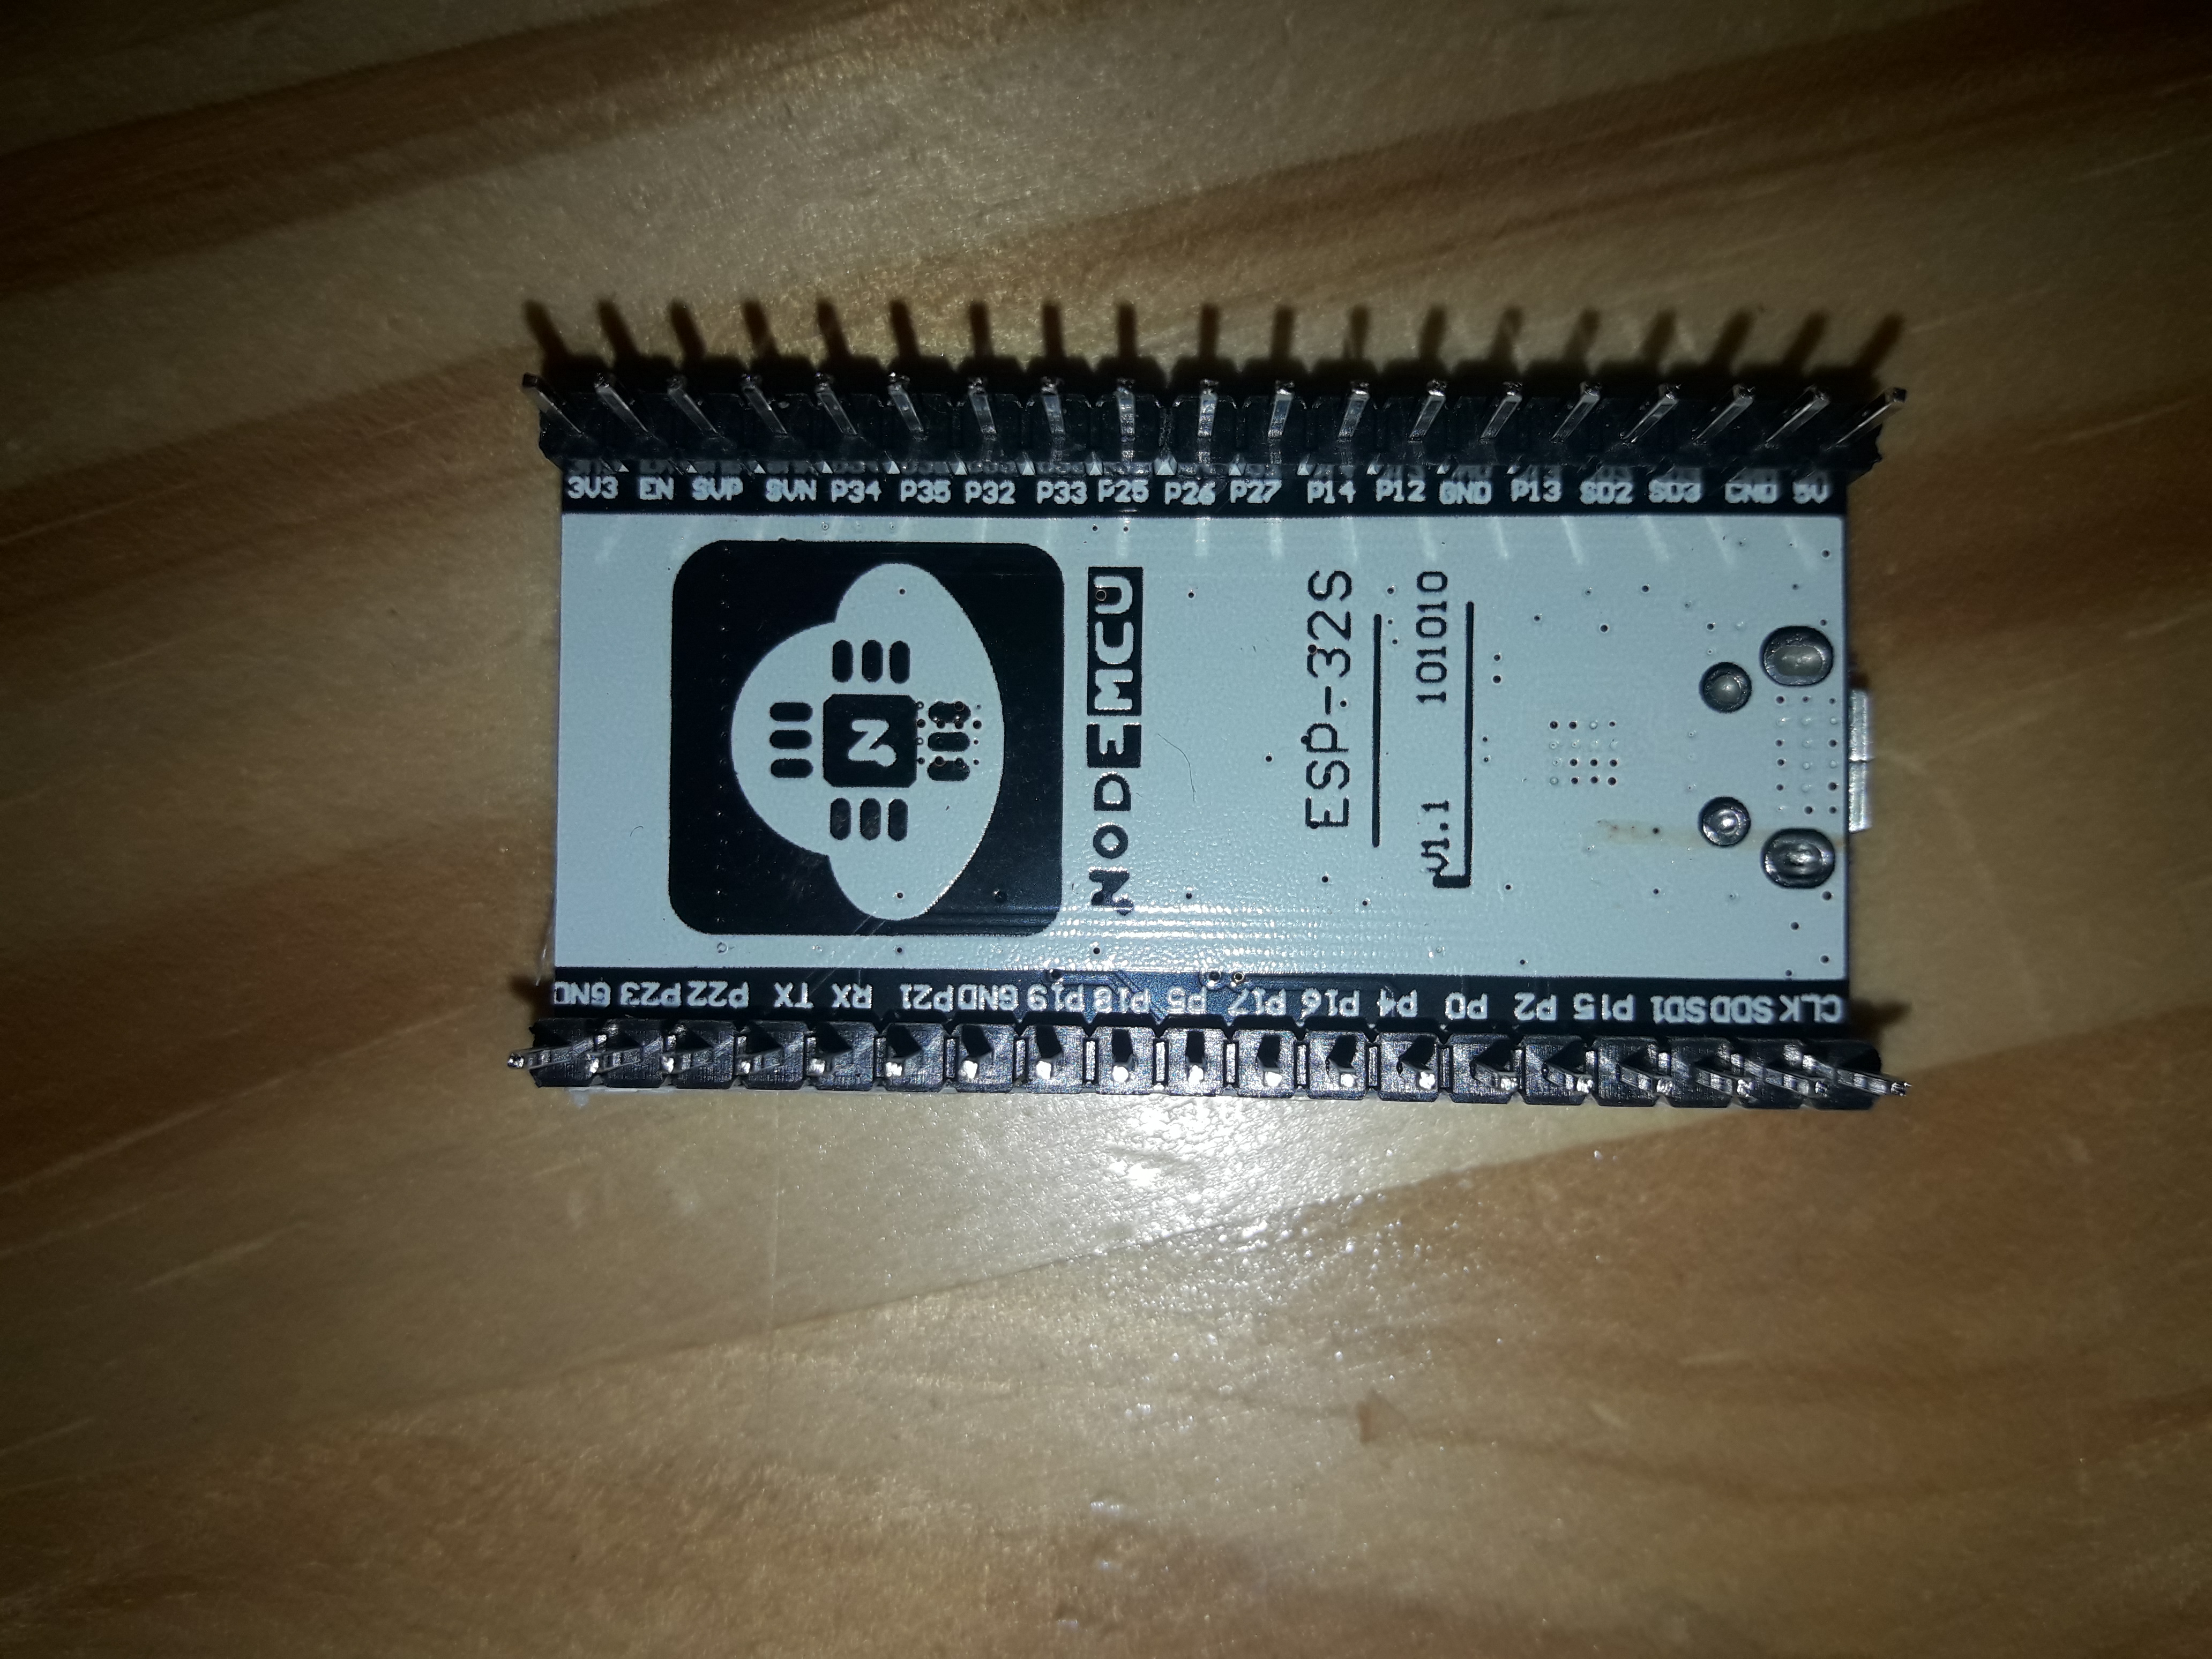 GND
P23
P22
TX
RX
P21
GND
P19
P18
P5
P17
P16
P4
P0
P2
P15
SD1
SDD
CLK
Z
NODEMCU
ESP-32S
V1.1 101010
3V3
EN
SVP
SVN
P34
P35
P32
P33
P25
P26
P27
P14
P12
GND
P13
SD2
SD3
CMD
5V